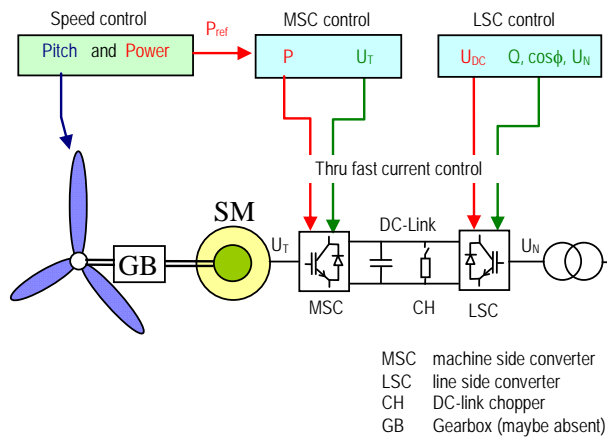 Speed control
MSC control
LSC control
Pitch and Power
Pref
P
UT
UDC
Q, cosϕ, UN
Thru fast current control
SM
GB
UT
DC-Link
UN
MSC
CH
LSC
MSC machine side converter
LSC line side converter
CH DC-link chopper
GB Gearbox (maybe absent)